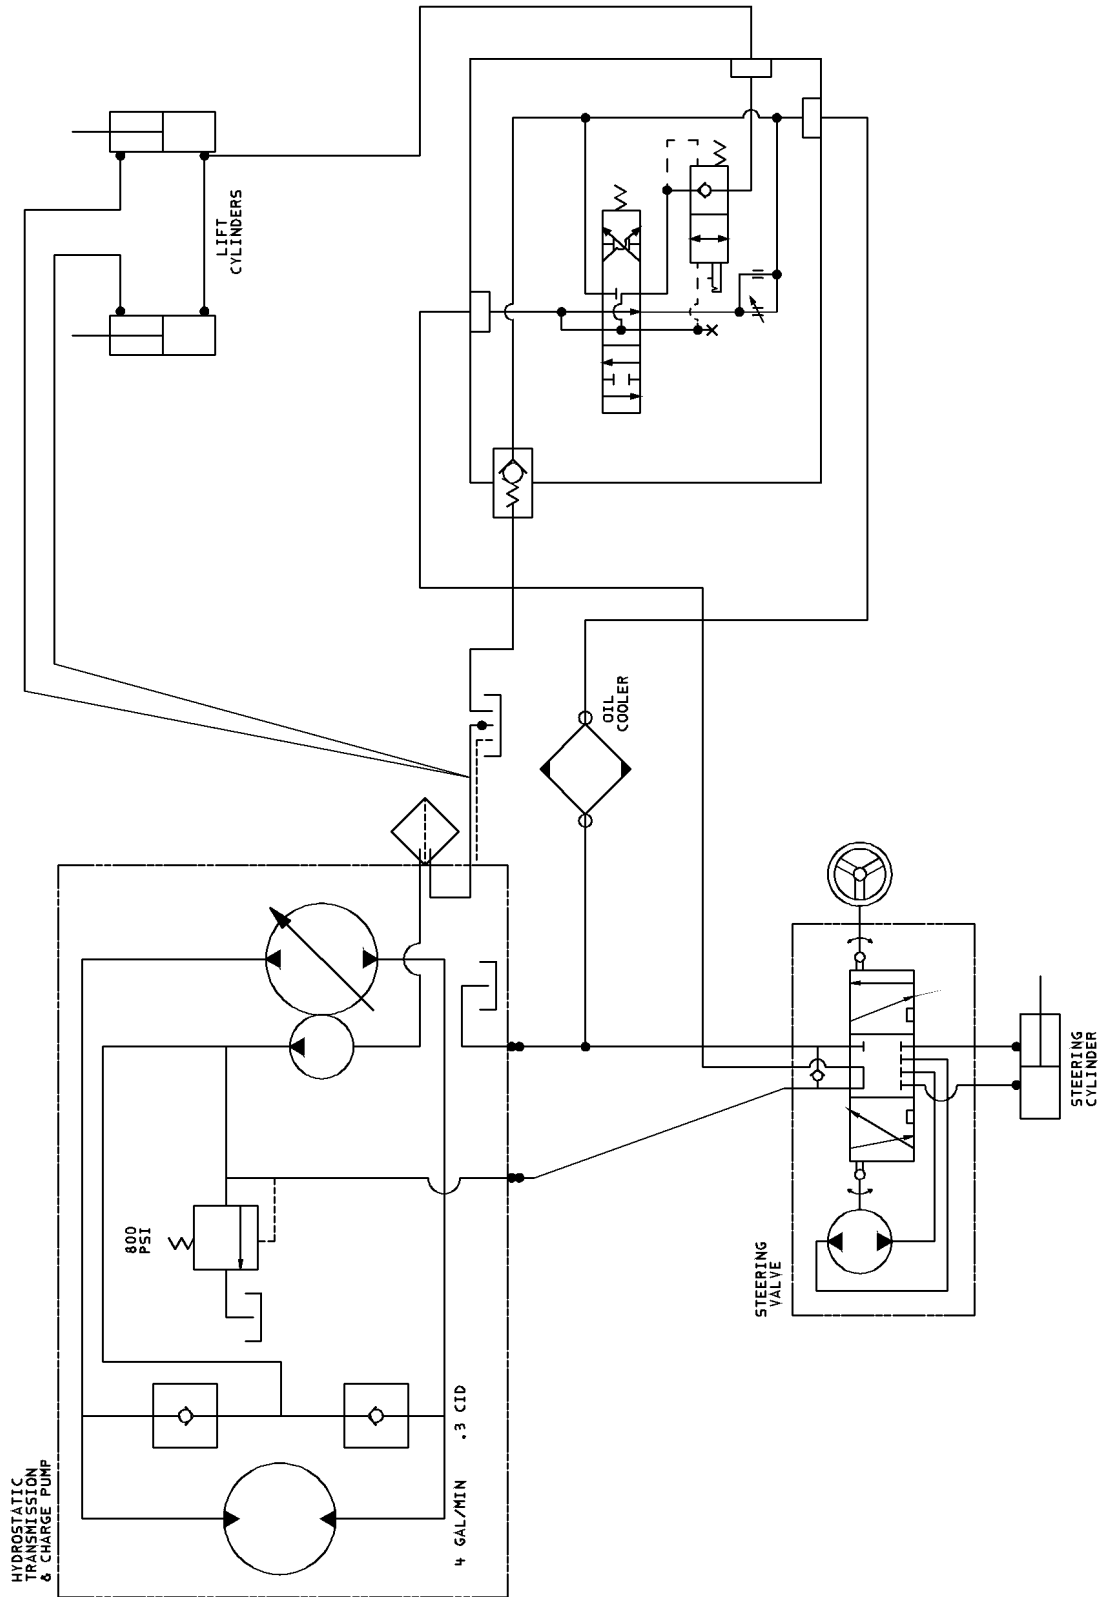 LIFT
CYLINDERS
OIL
COOLER
800
PSI
STEERING
VALVE
STEERING
CYLINDER
HYDROSTATIC
TRANSMISSION
& CHARGE PUMP
4 GAL/MIN .3 CID